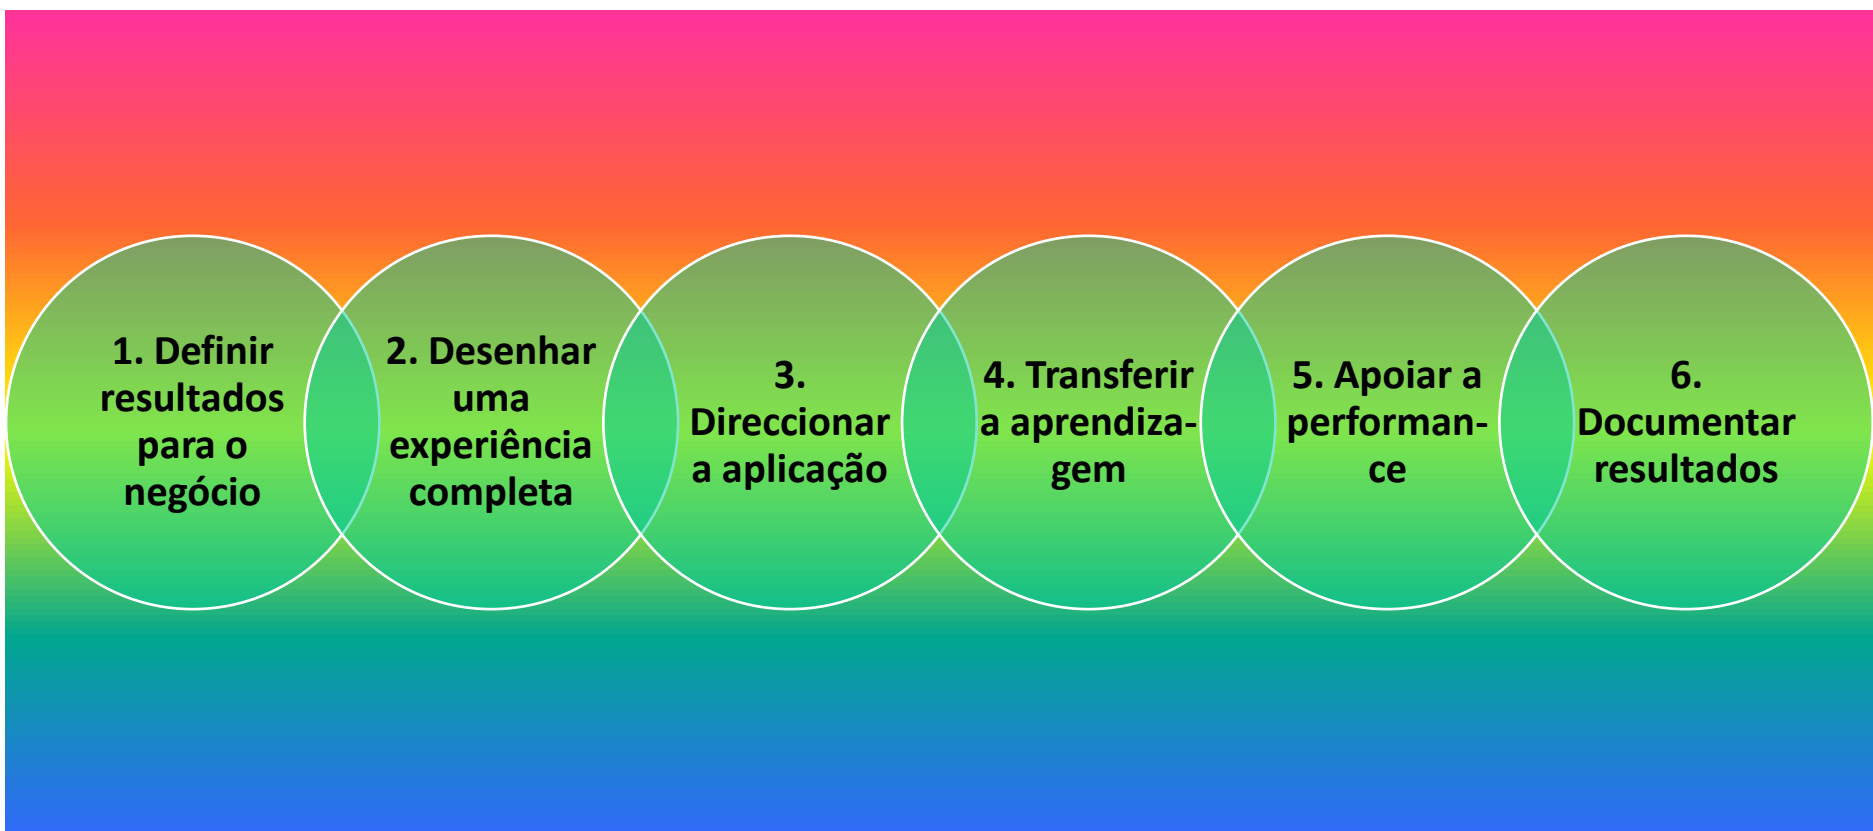 1. Definir
resultados
para o
negócio
2. Desenhar
uma
experiência
completa
3.
Direccionar
a aplicação
4. Transferir
a aprendiza-
gem
5. Apoiar a
performan-
ce
6.
Documentar
resultados